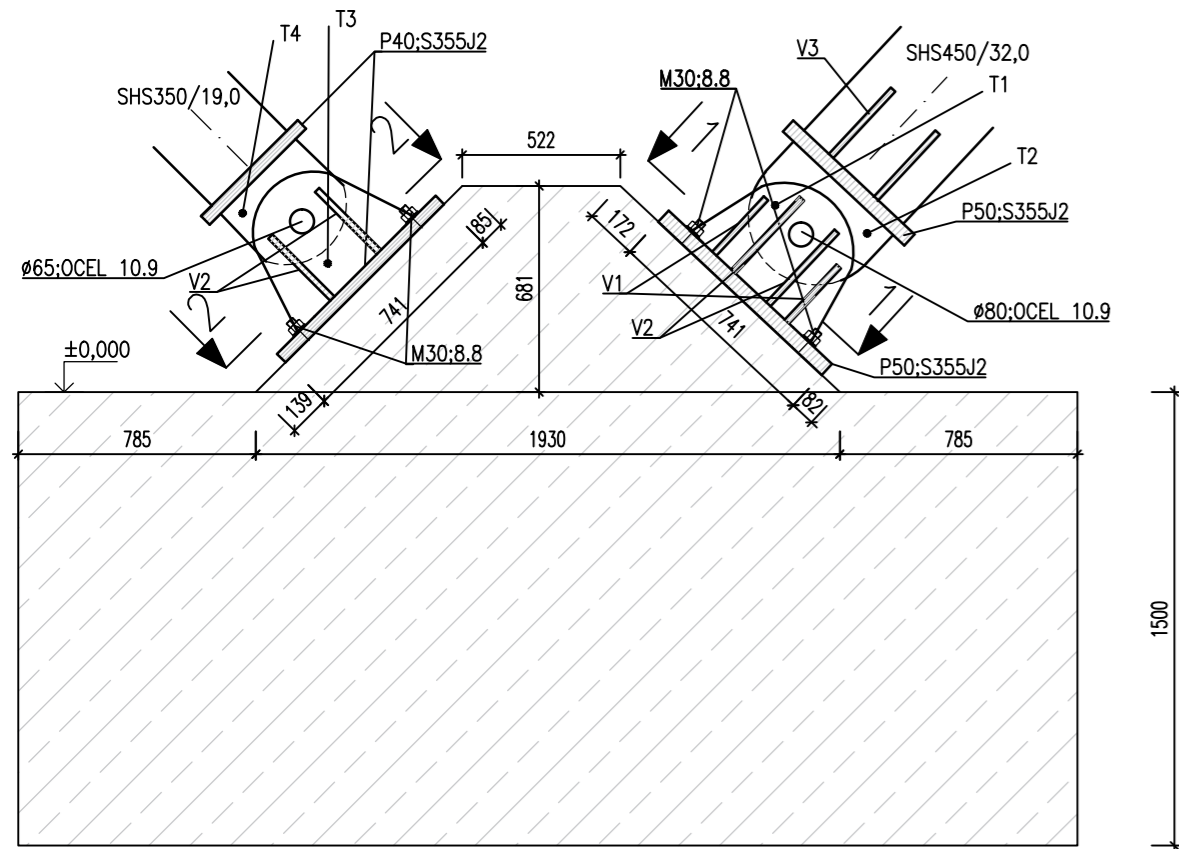 T4
T3
P40;S355J2
SHS350/19,0
2
V3
SHS450/32,0
M30;8.8
T1
1
522
T2
P50;S355J2
Ø65;OCEL 10.9
V2
2
185
741
681
172
V1
V2
741
1
Ø80;OCEL 10.9
±0,000
M30;8.8
P50;S355J2
139
82
785
1930
785
1500